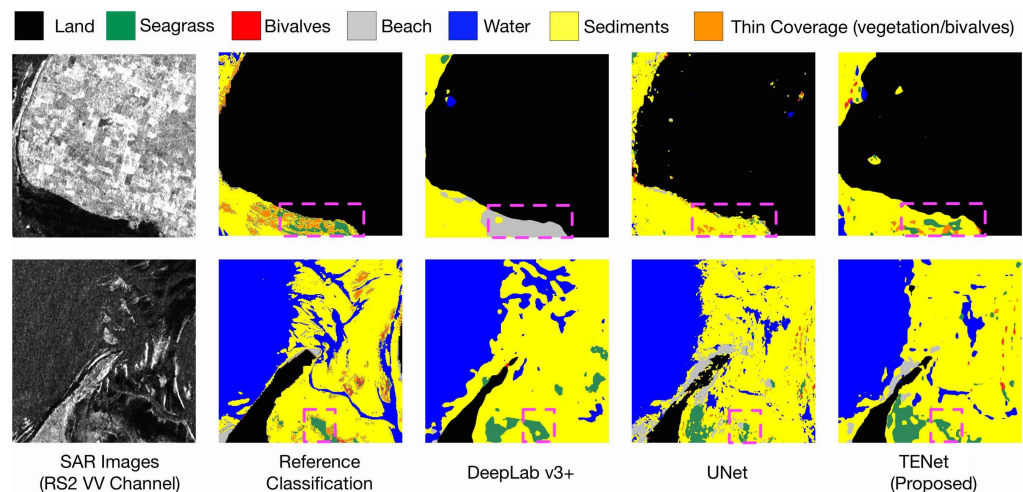 Land Seagrass Bivalves Beach Water Sediments Thin Coverage (vegetation/bivalves)
SAR Images
(RS2 VV Channel)
Reference
Classification
DeepLab v3+
UNet
TENet
(Proposed)